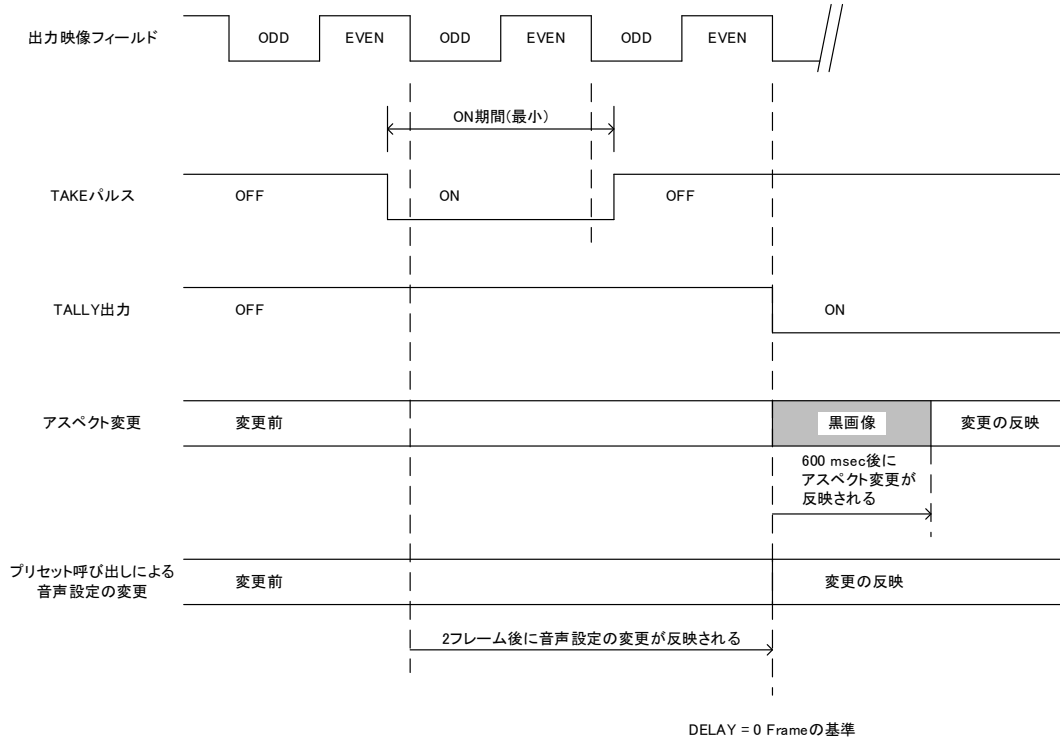 出力映像フィールド
ODD
EVEN
ODD
EVEN
ODD
EVEN
ON期間(最小)
TAKEパルス
OFF
ON
OFF
TALLY出力
OFF
ON
アスペクト変更
変更前
黒画像
変更の反映
600 msec後に
アスペクト変更が
反映される
プリセット呼び出しによる
音声設定の変更
変更前
変更の反映
2フレーム後に音声設定の変更が反映される
DELAY = 0 Frameの基準